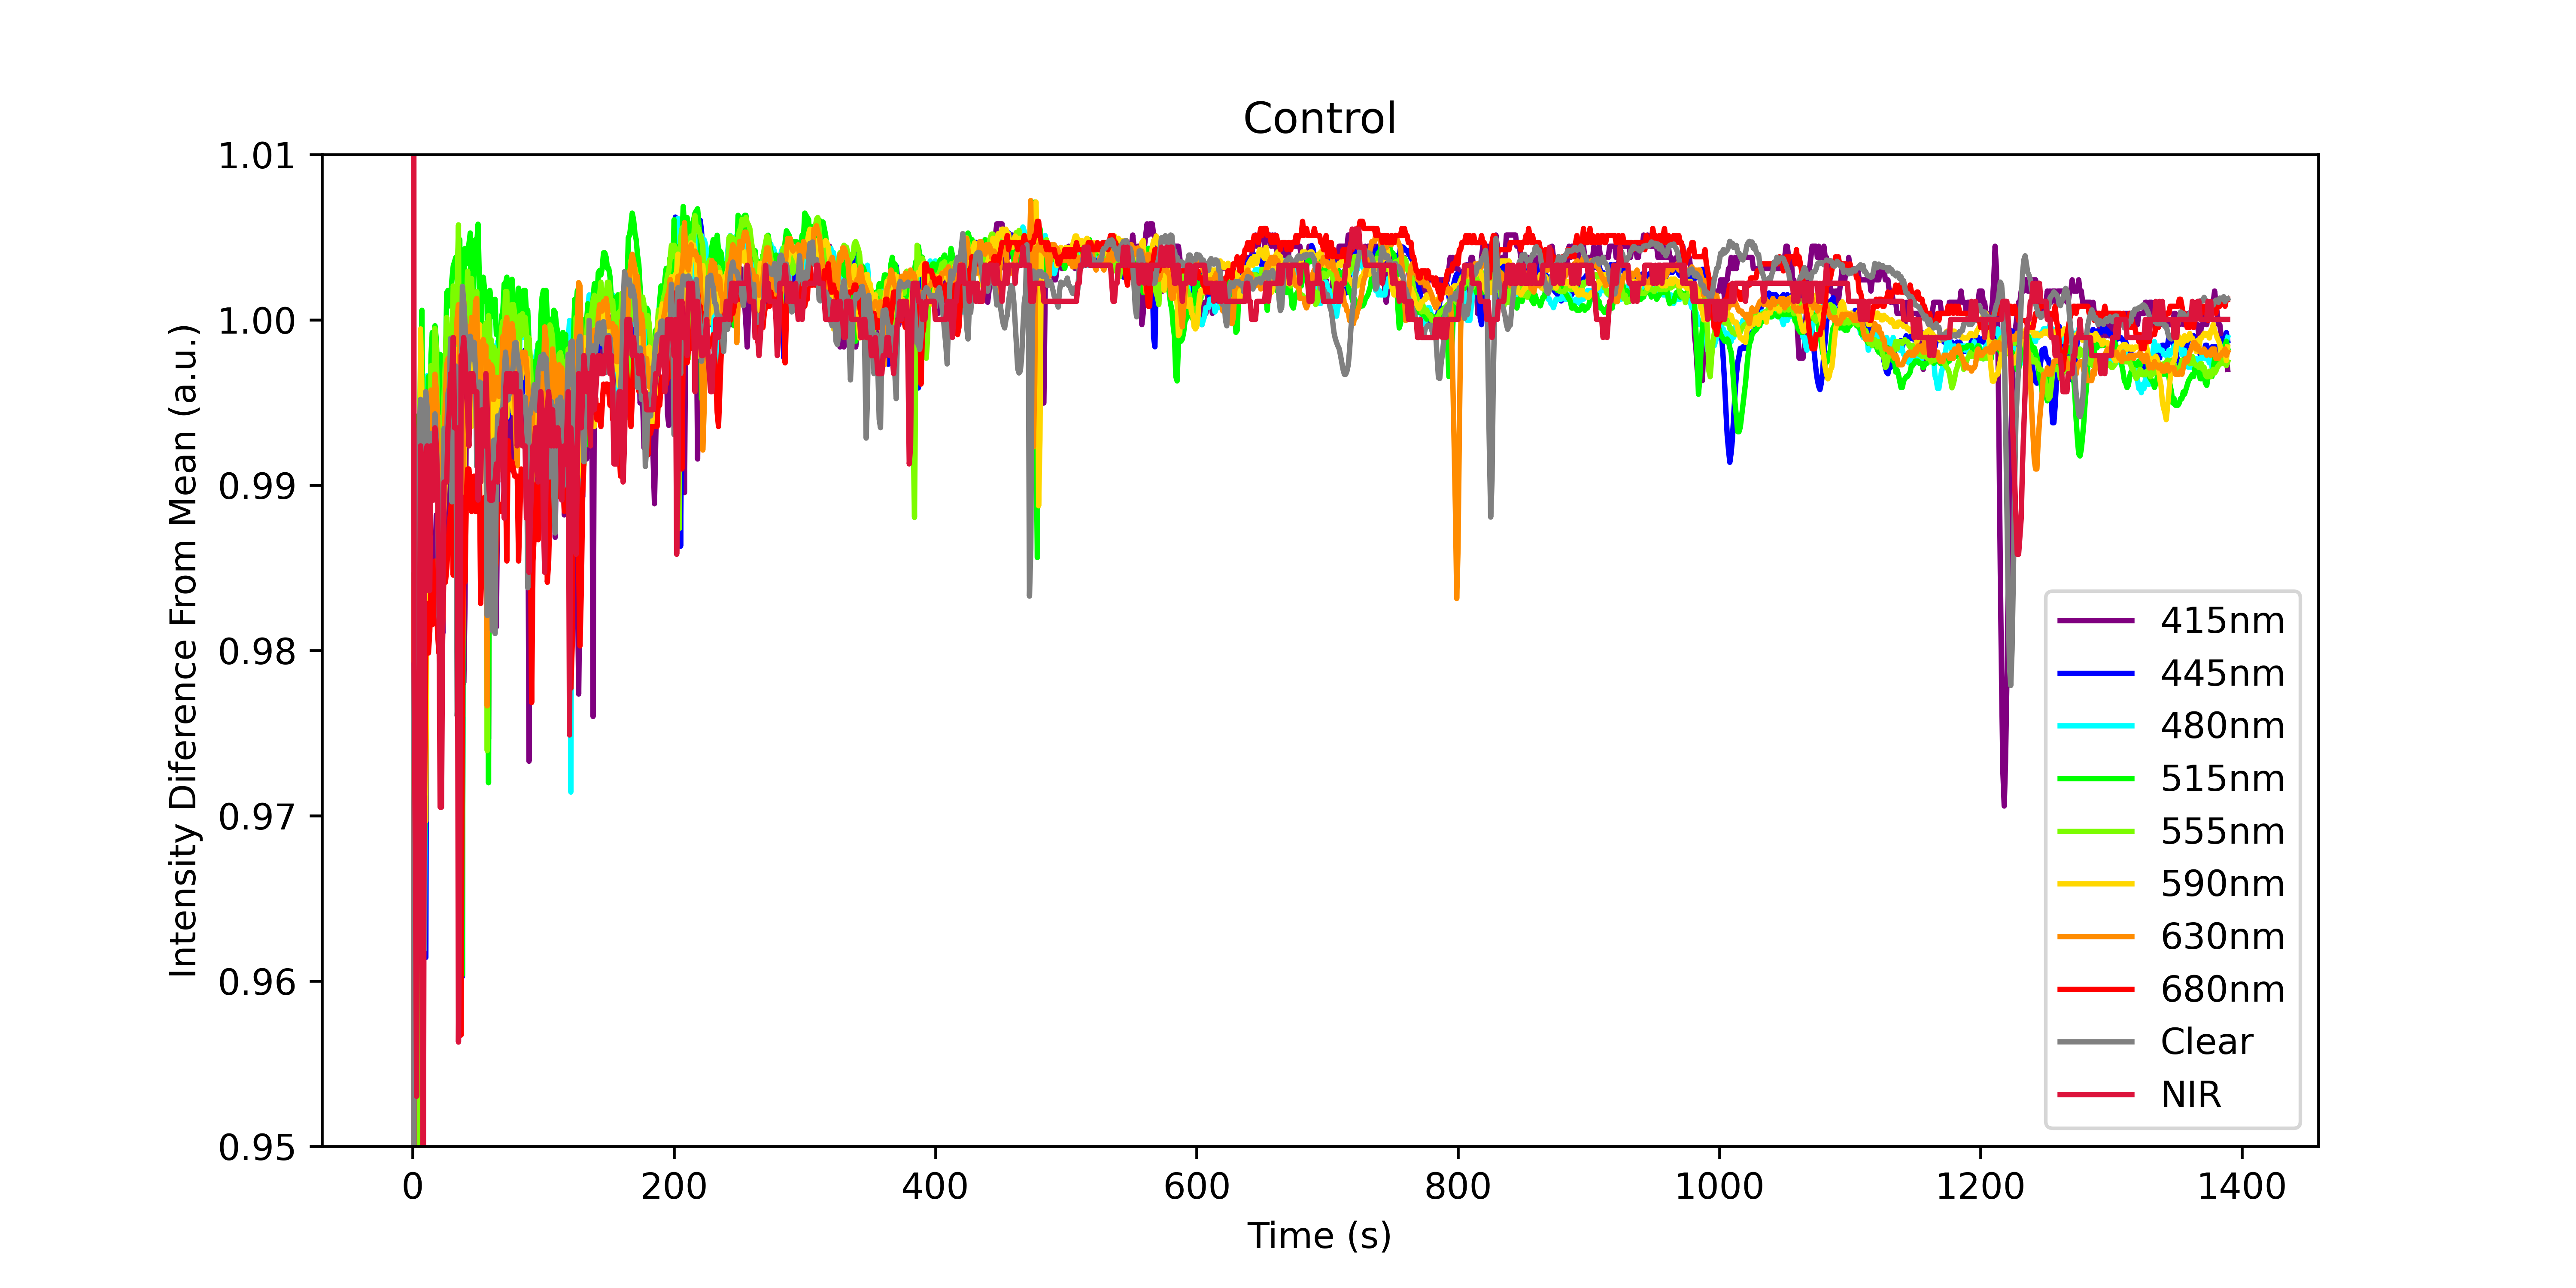 Control
Intensity Diference From Mean (a.u.)
1.01
1.00
0.99
0.98
0.97
0.96
0.95
0
200
400
600
800
1000
1200
1400
Time (s)
415nm
445nm
480nm
515nm
555nm
590nm
630nm
680nm
Clear
NIR